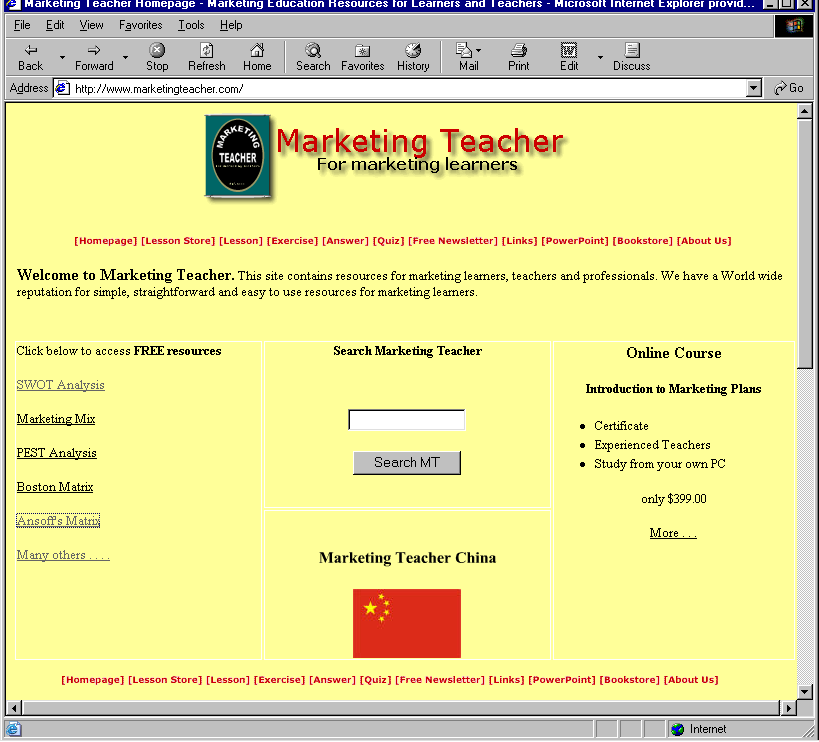 Marketing Teacher Homepage - Marketing Education Resources for Learners and Teachers - Microsoft Internet Explorer provid...
File Edit View Favorites Tools Help
Back Forward Stop Refresh Home Search Favorites History Mail Print Edit Discuss
Address http://www.marketingteacher.com/ Go
MARKETING
TEACHER
Marketing Teacher
For marketing learners
[Homepage] [Lesson Store] [Lesson] [Exercise] [Answer] [Quiz] [Free Newsletter] [Links] [PowerPoint] [Bookstore] [About Us]
Welcome to Marketing Teacher. This site contains resources for marketing learners, teachers and professionals. We have a World wide
reputation for simple, straightforward and easy to use resources for marketing learners.
Click below to access FREE resources
SWOT Analysis
Marketing Mix
PEST Analysis
Boston Matrix
Ansoff's Matrix
Many others . . . .
Search Marketing Teacher
Search MT
Marketing Teacher China
Online Course
Introduction to Marketing Plans
Certificate
Experienced Teachers
Study from your own PC
only $399.00
More . . .
[Homepage] [Lesson Store] [Lesson] [Exercise] [Answer] [Quiz] [Free Newsletter] [Links] [PowerPoint] [Bookstore] [About Us]
Internet